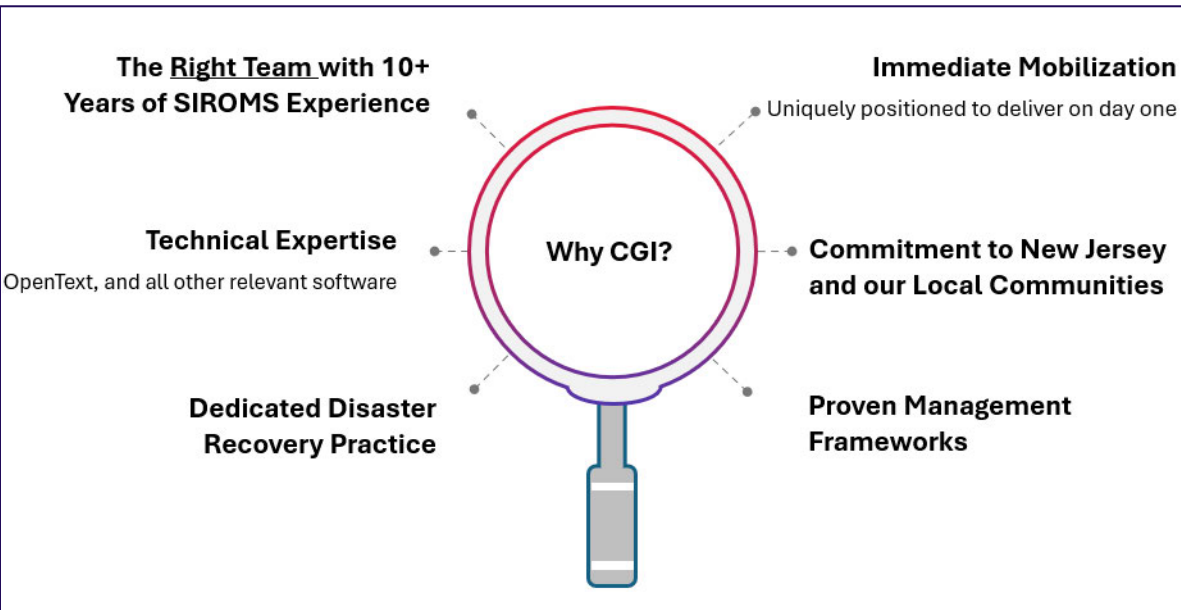 The Right Team with 10+
Years of SIROMS Experience
Technical Expertise
OpenText, and all other relevant software
Dedicated Disaster
Recovery Practice
Why CGI?
Immediate Mobilization
Uniquely positioned to deliver on day one
Commitment to New Jersey
and our Local Communities
Proven Management
Frameworks